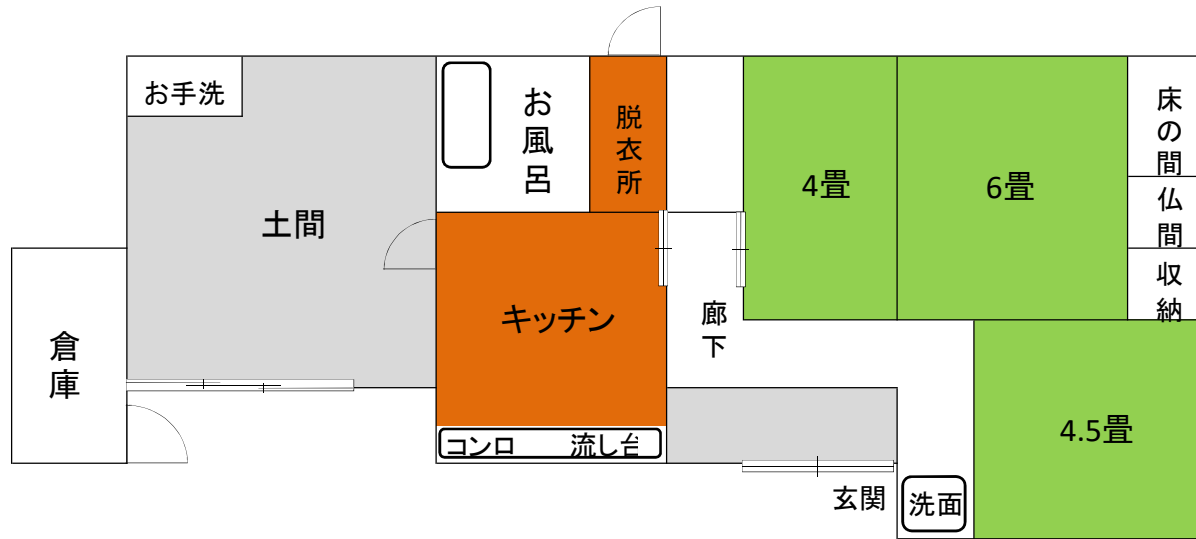 お手洗
お風呂
脱衣所
床の間
4畳
6畳
仏間
土間
収納
キッチン
廊下
倉庫
4.5畳
コンロ 流し台
玄関
洗面